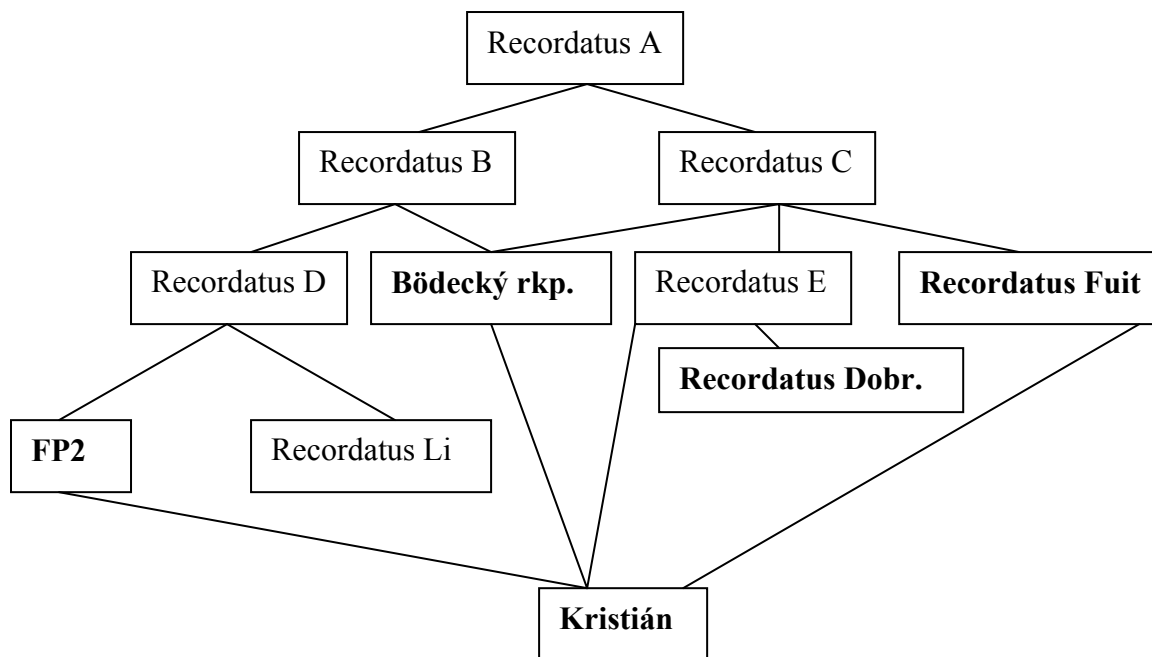 Recordatus A
Recordatus B
Recordatus C
Recordatus D
Bödecký rkp.
Recordatus E
Recordatus Fuit
Recordatus Dobr.
FP2
Recordatus Li
Kristián